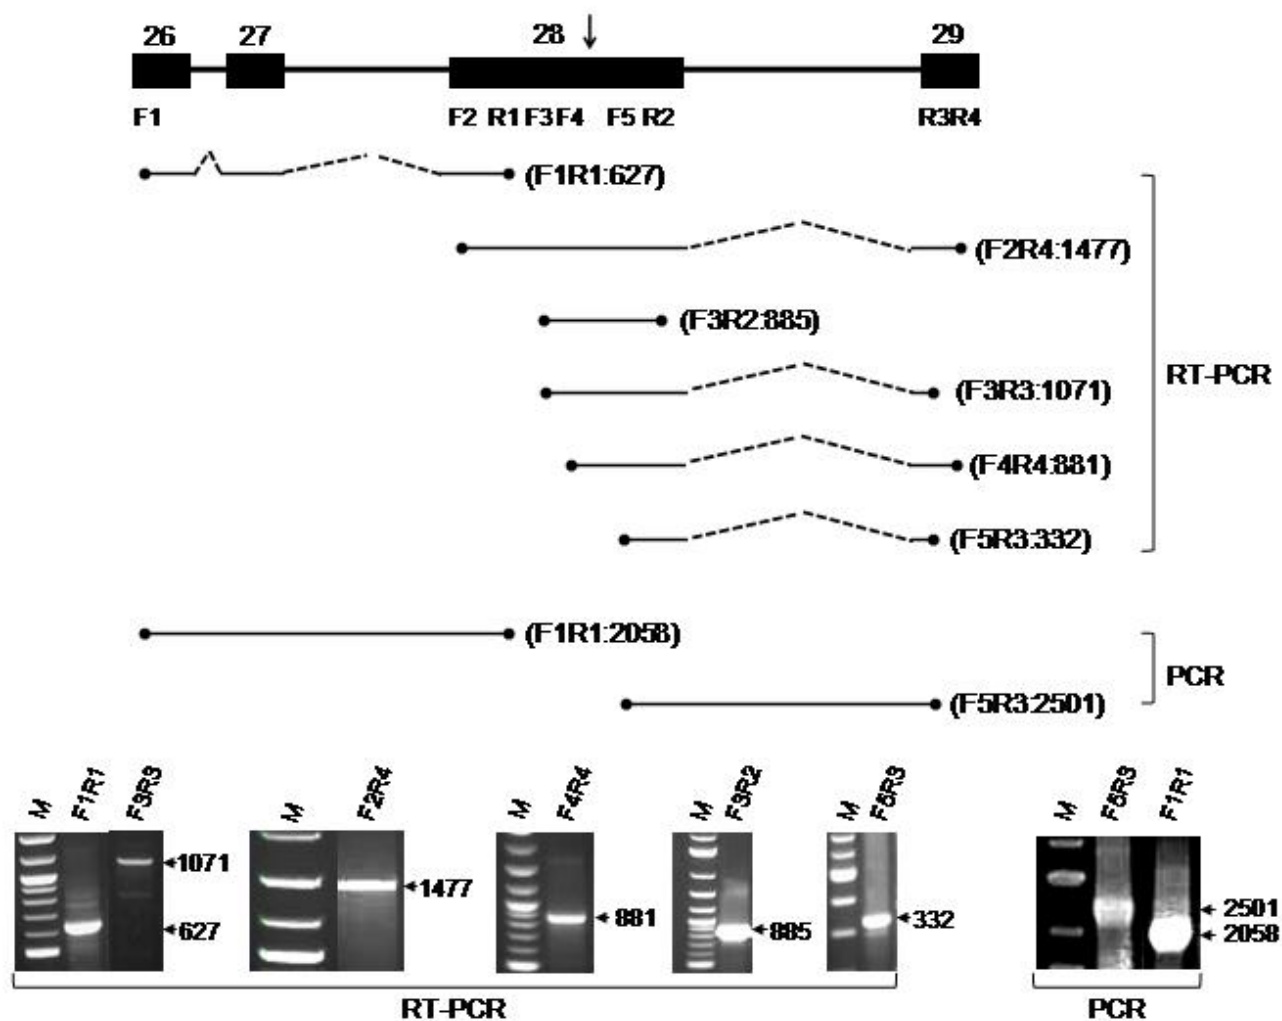 26 27 28 29
F1 F2 R1 F3 F4 F5 R2 R3 R4
(F1R1:627)
(F2R4:1477)
(F3R2:885)
(F3R3:1071)
RT-PCR
(F4R4:881)
(F5R3:332)
(F1R1:2058)
PCR
(F5R3:2501)
M F1R1 F3R3 M F2R4 M F4R4 M F3R2 M F5R3 M F5R3 F1R1
1071
627
1477
881
885
332
2501
2058
RT-PCR PCR